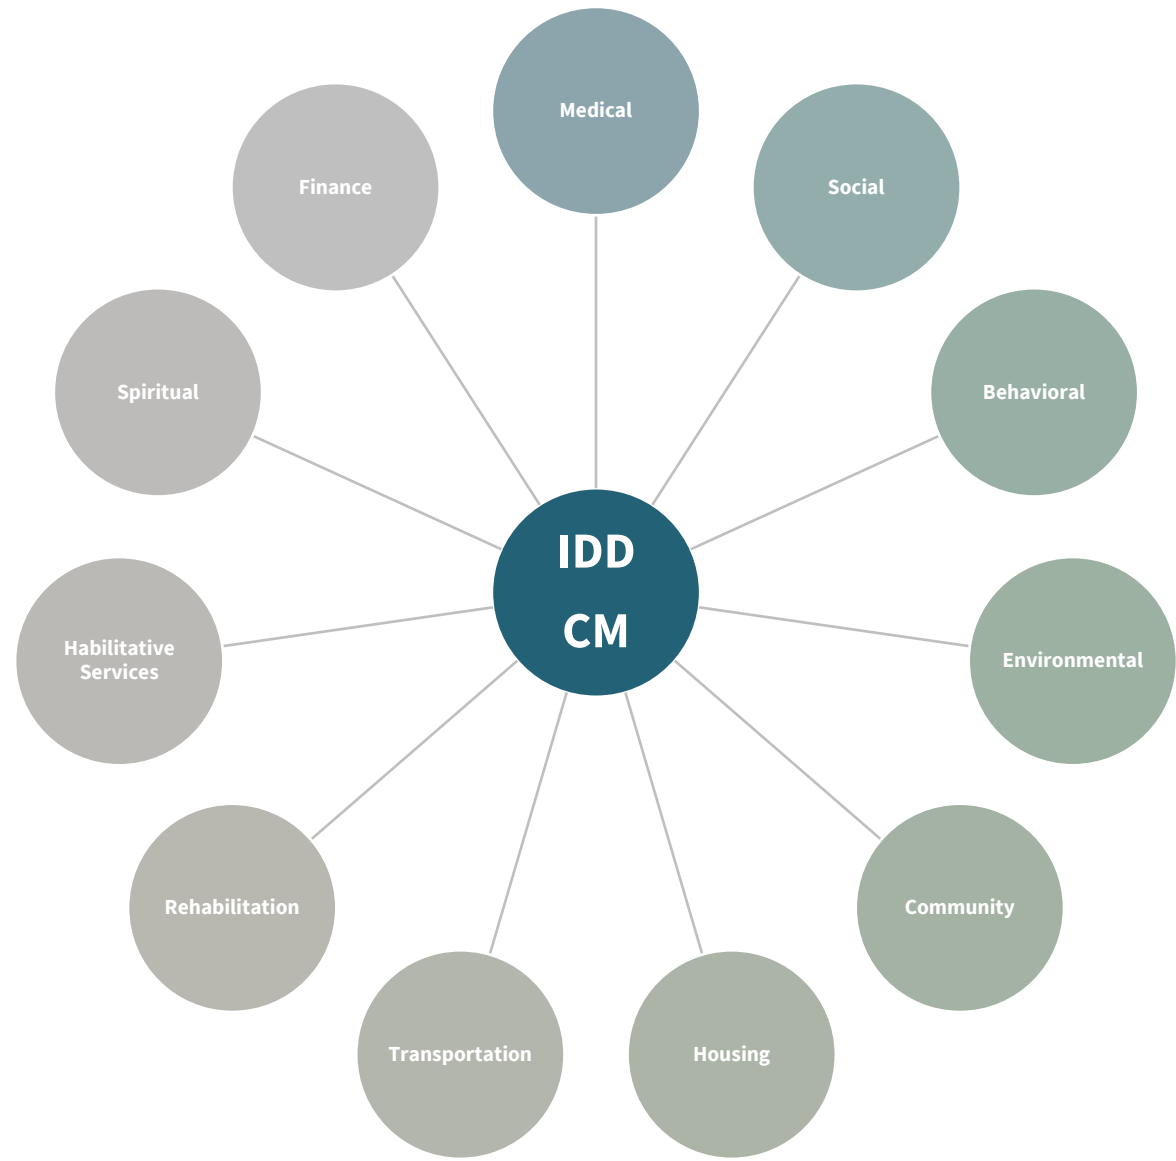 Medical
Social
Behavioral
Environmental
Community
Housing
Transportation
Rehabilitation
Habilitative
Services
Spiritual
Finance
IDD
CM